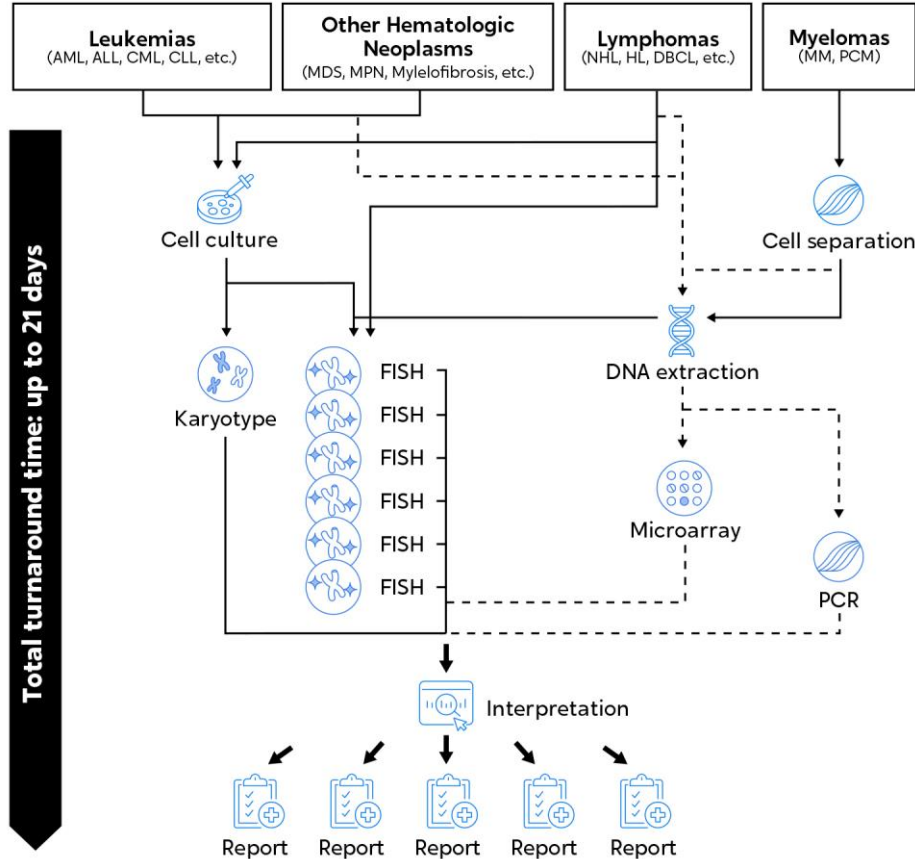 Leukemias
(AML, ALL, CML, CLL, etc.)
Other Hematologic
Neoplasms
(MDS, MPN, Mylelofibrosis, etc.)
Lymphomas
(NHL, HL, DBCL, etc.)
Myelomas
(MM, PCM)
Total turnaround time: up to 21 days
Cell culture
Cell separation
Karyotype
FISH
FISH
FISH
FISH
FISH
FISH
DNA extraction
Microarray
PCR
Interpretation
Report
Report
Report
Report
Report